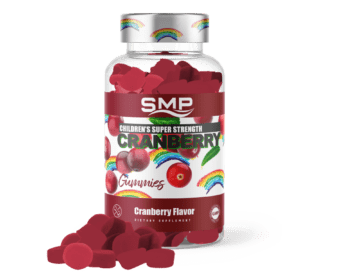 SMP
CHILDREN'S SUPER STRENGTH
CRANBERRY
Gummies
Cranberry Flavor
DIETARY SUPPLEMENT